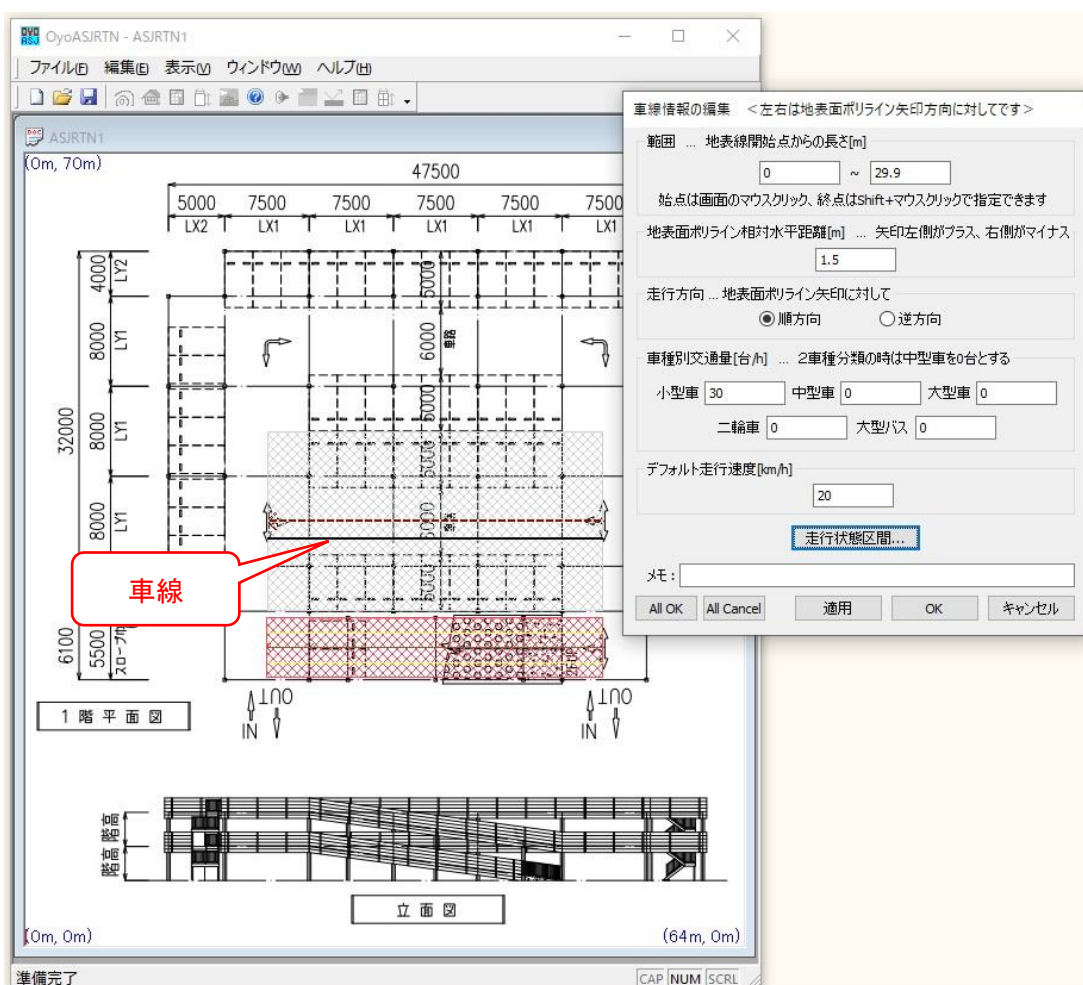 OyoASJRTN - ASJRTN1
ファイル(F) 編集(E) 表示(V) ウィンドウ(W) ヘルプ(H)
ASJRTN1
(0m, 70m)
47500
5000 7500 7500 7500 7500 7500
LX2 LX1 LX1 LX1 LX1 LX1
4000 LY2
8000 LY1
8000 LY1
8000 LY1
32000
5000
6000 車路
5000
5000
6000 車路
5000
車線
6100
5500
OUT
IN
OUT
IN
1階平面図
階高
階高
立面図
(0m, 0m)
(64m, 0m)
準備完了
CAP NUM SCRL
車線情報の編集 <左右は地表面ポリライン矢印方向に対してです>
範囲 ... 地表線開始点からの長さ[m]
0 ~ 29.9
始点は画面のマウスクリック、終点はShift+マウスクリックで指定できます
地表面ポリライン相対水平距離[m] ... 矢印左側がプラス、右側がマイナス
1.5
走行方向 ... 地表面ポリライン矢印に対して
順方向 逆方向
車種別交通量[台/h] ... 2車種分類の時は中型車を0台とする
小型車 30 中型車 0 大型車 0
二輪車 0 大型バス 0
デフォルト走行速度[km/h]
20
走行状態区間...
メモ:
All OK All Cancel 適用 OK キャンセル